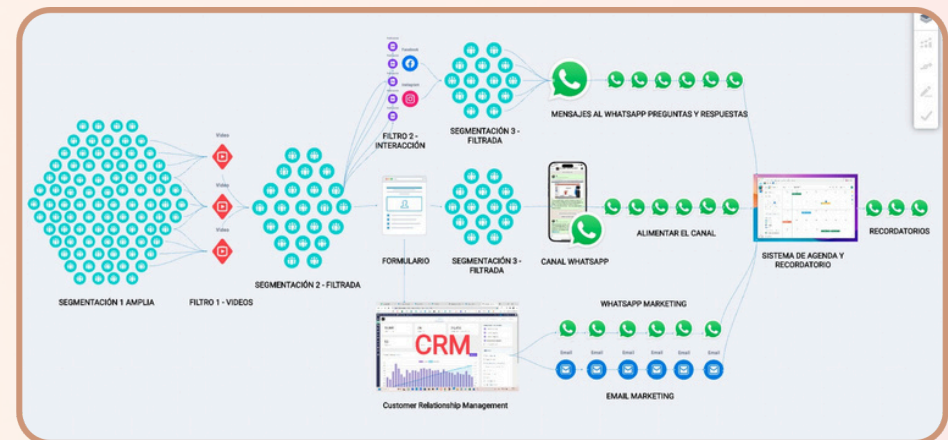 Facebook
Instagram
FILTRO 2 -
INTERACCIÓN
SEGMENTACIÓN 3 -
FILTRADA
MENSAJES AL WHATSAPP PREGUNTAS Y RESPUESTAS
Video
Video
Video
SEGMENTACIÓN 1 AMPLIA
FILTRO 1 - VIDEOS
SEGMENTACIÓN 2 - FILTRADA
FORMULARIO
SEGMENTACIÓN 3 -
FILTRADA
CANAL WHATSAPP
ALIMENTAR EL CANAL
SISTEMA DE AGENDA Y
RECORDATORIO
RECORDATORIOS
CRM
Customer Relationship Management
WHATSAPP MARKETING
Email Email Email Email Email Email
EMAIL MARKETING